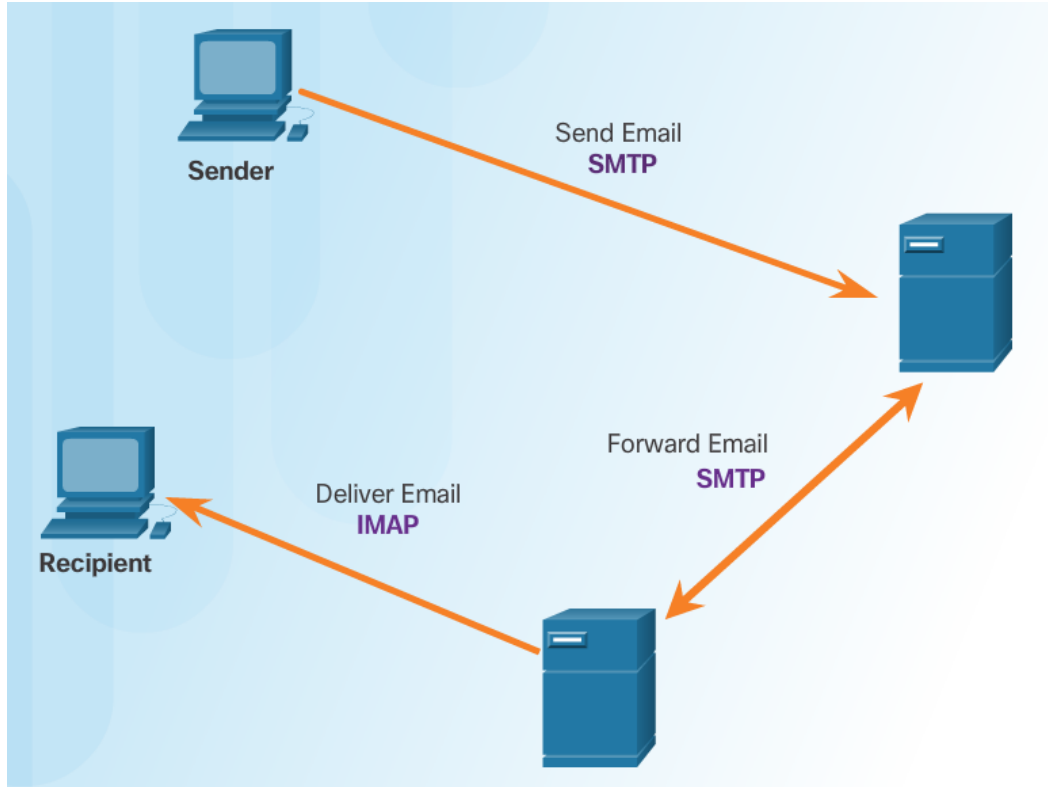 Send Email
SMTP
Sender
Forward Email
SMTP
Deliver Email
IMAP
Recipient